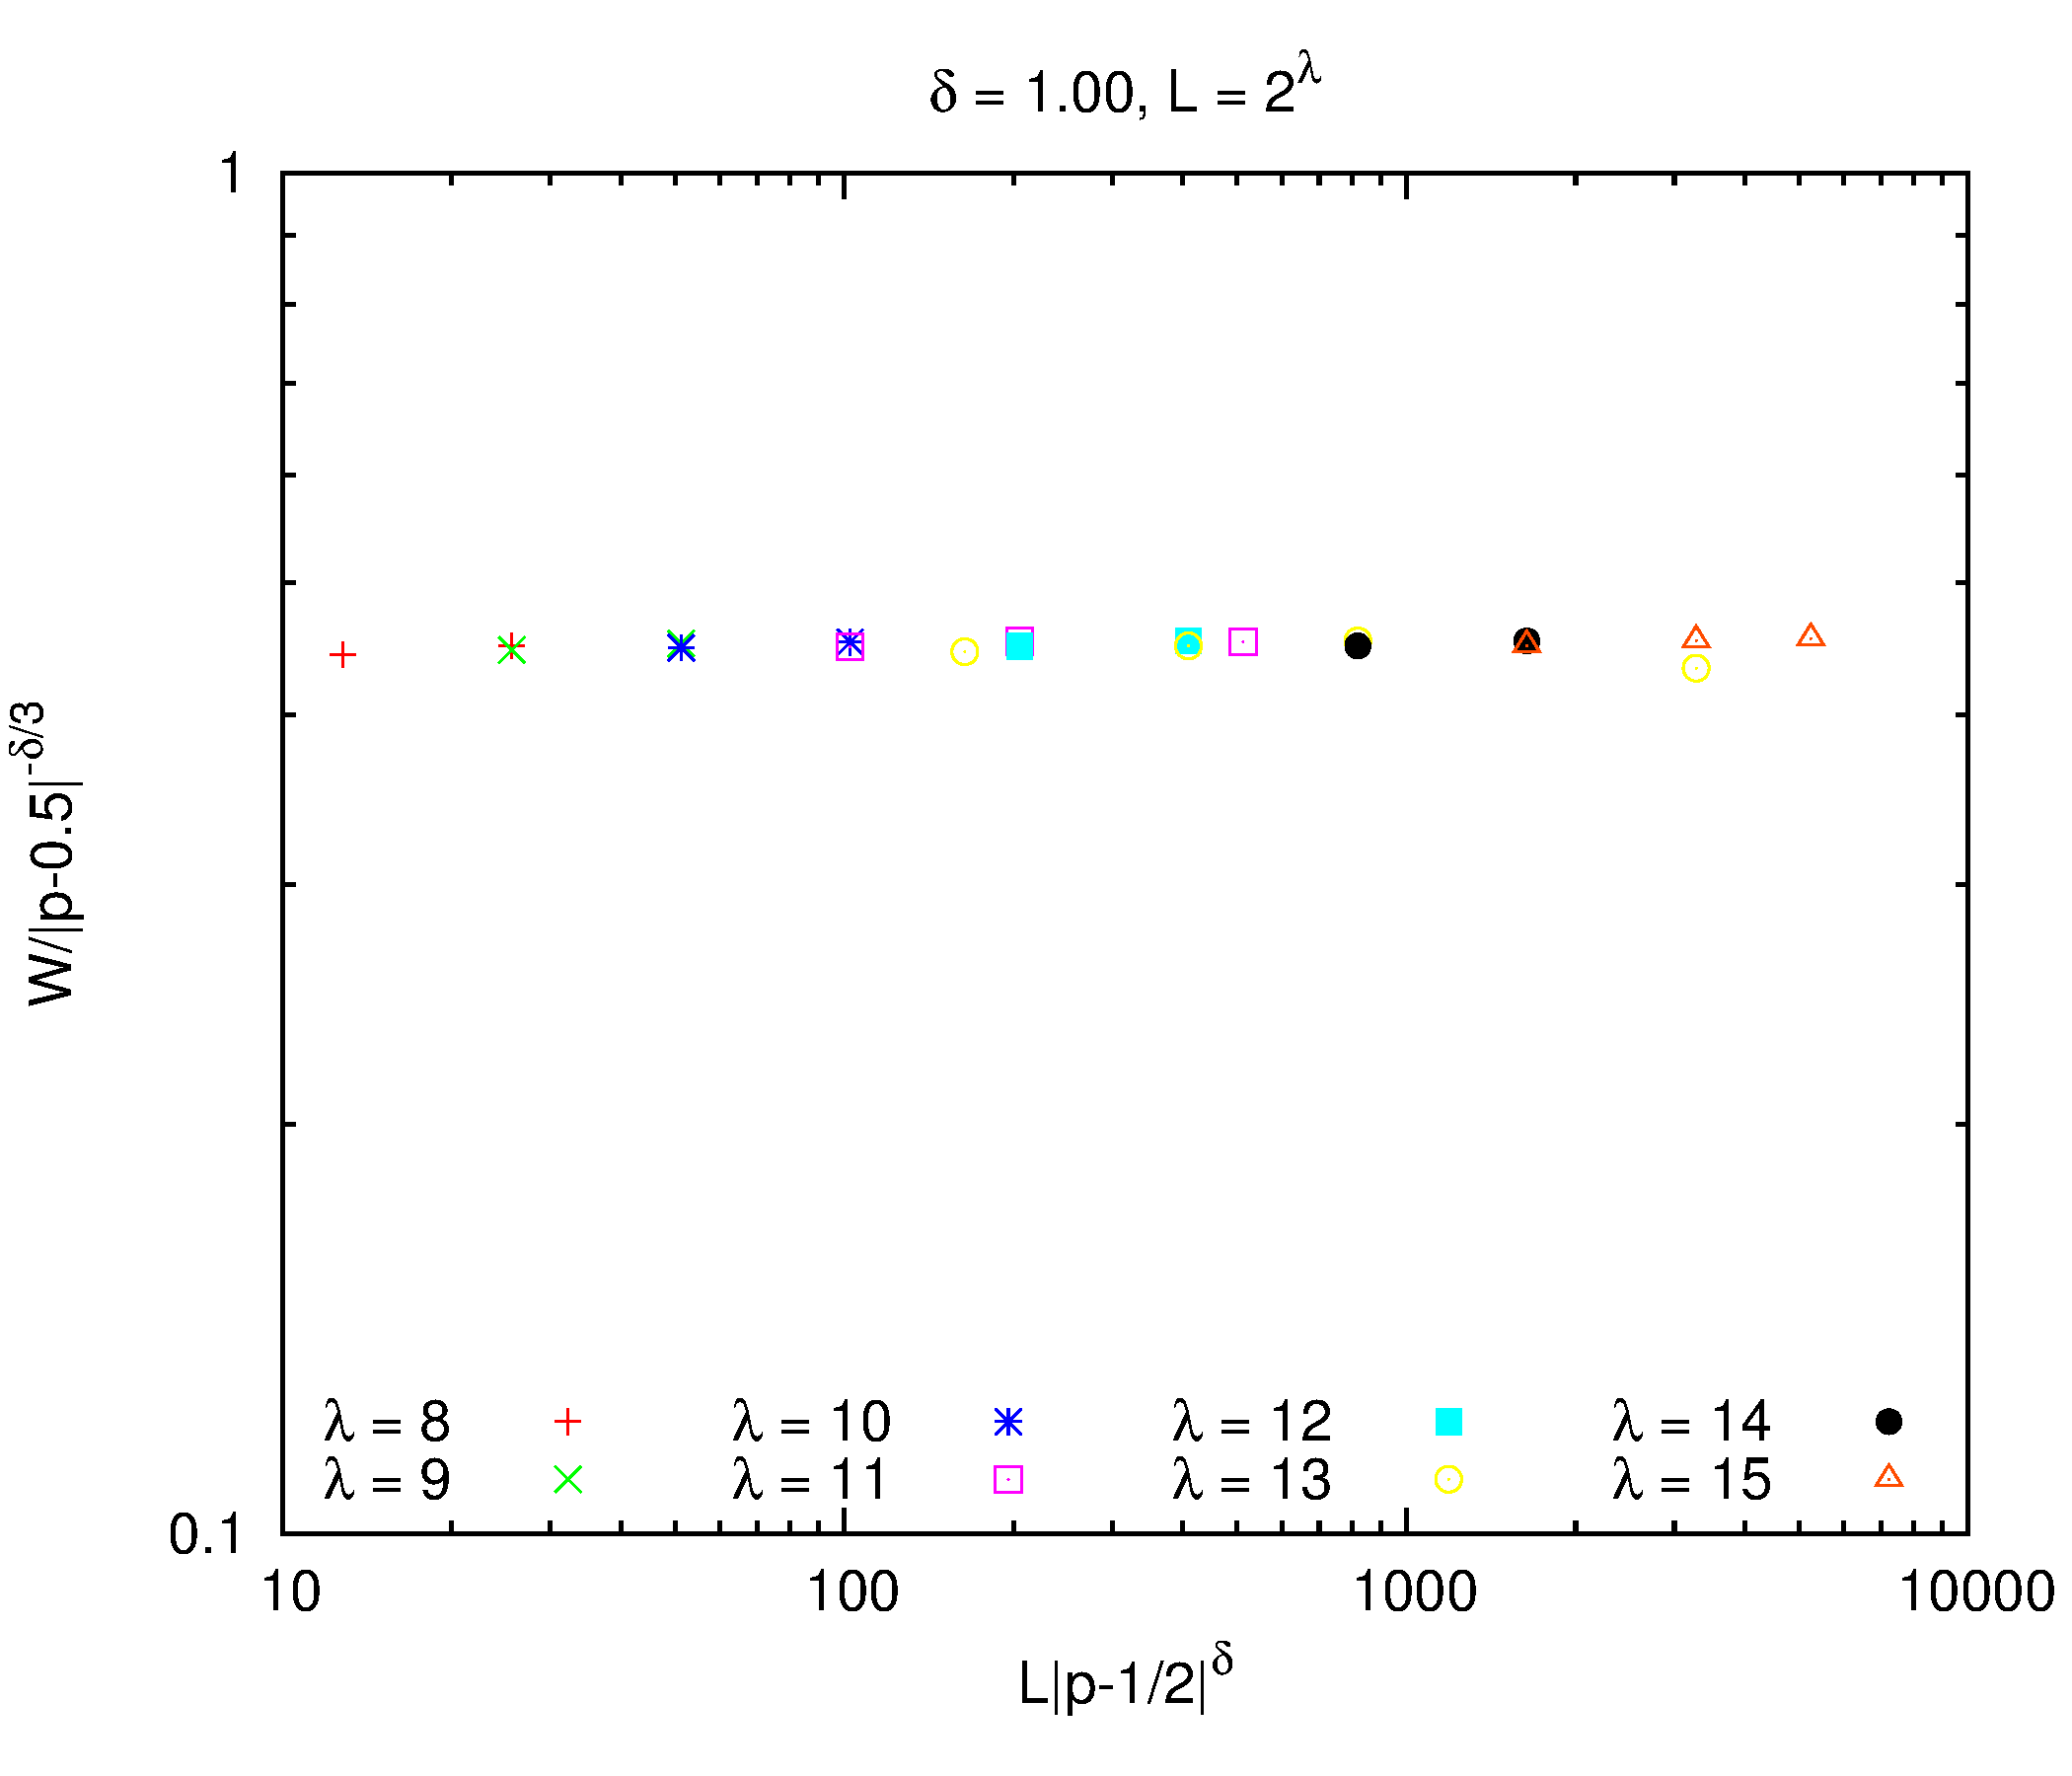 δ = 1.00, L = 2^λ
1
0.1
W/|p-0.5|^-δ/3
λ = 8
λ = 10
λ = 12
λ = 14
λ = 9
λ = 11
λ = 13
λ = 15
10
100
1000
10000
L|p-1/2|^δ